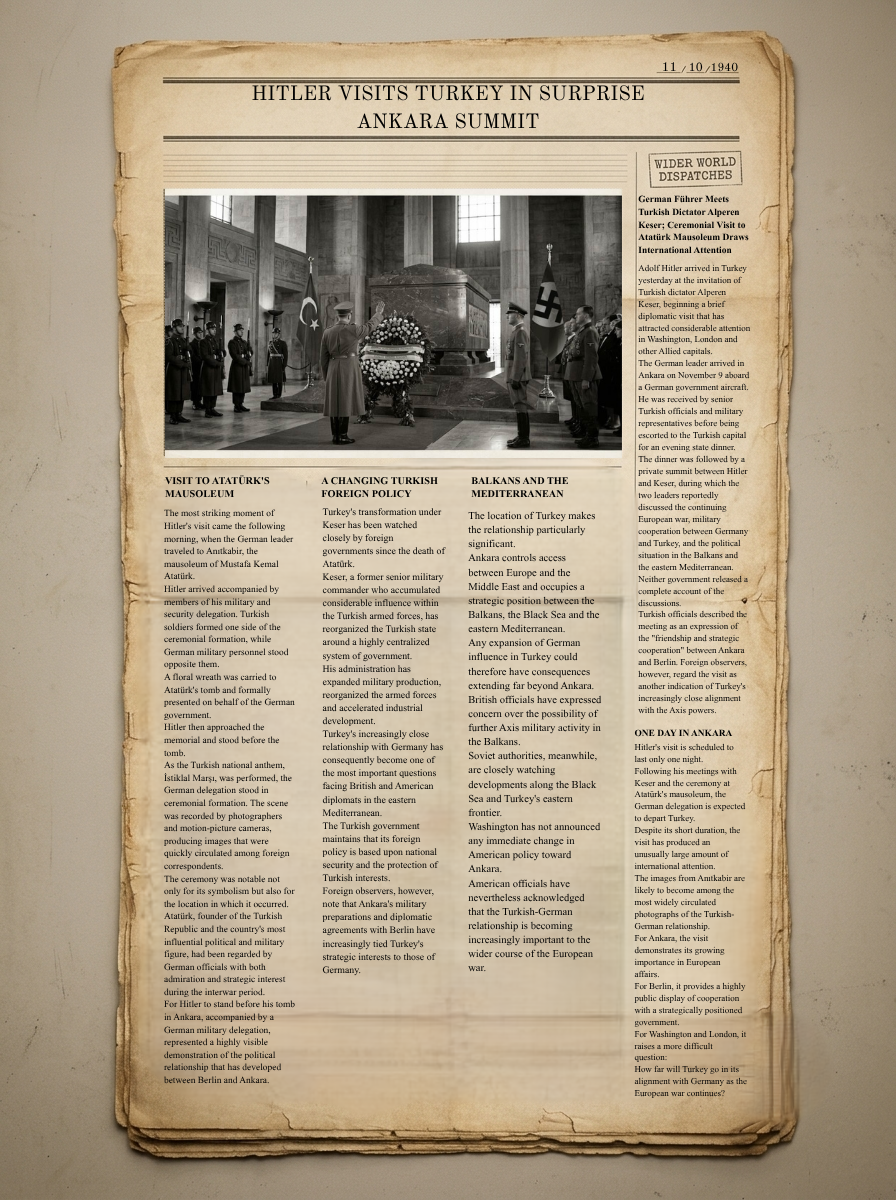 11 / 10 / 1940
HITLER VISITS TURKEY IN SURPRISE
ANKARA SUMMIT
WIDER WORLD
DISPATCHES
German Führer Meets
Turkish Dictator Alperen
Keser; Ceremonial Visit to
Atatürk Mausoleum Draws
International Attention
Adolf Hitler arrived in Turkey
yesterday at the invitation of
Turkish dictator Alperen
Keser, beginning a brief
diplomatic visit that has
attracted considerable attention
in Washington, London and
other Allied capitals.
The German leader arrived in
Ankara on November 9 aboard
a German government aircraft.
He was received by senior
Turkish officials and military
representatives before being
escorted to the Turkish capital
for an evening state dinner.
The dinner was followed by a
private summit between Hitler
and Keser, during which the
two leaders reportedly
discussed the continuing
European war, military
cooperation between Germany
and Turkey, and the political
situation in the Balkans and
the eastern Mediterranean.
Neither government released a
complete account of the
discussions.
Turkish officials described the
meeting as an expression of
the "friendship and strategic
cooperation" between Ankara
and Berlin. Foreign observers,
however, regard the visit as
another indication of Turkey's
increasingly close alignment
with the Axis powers.
ONE DAY IN ANKARA
Hitler's visit is scheduled to
last only one night.
Following his meetings with
Keser and the ceremony at
Atatürk's mausoleum, the
German delegation is expected
to depart Turkey.
Despite its short duration, the
visit has produced an
unusually large amount of
international attention.
The images from Anıtkabir are
likely to become among the
most widely circulated
photographs of the Turkish-
German relationship.
For Ankara, the visit
demonstrates its growing
importance in European
affairs.
For Berlin, it provides a highly
public display of cooperation
with a strategically positioned
government.
For Washington and London, it
raises a more difficult
question:
How far will Turkey go in its
alignment with Germany as the
European war continues?
VISIT TO ATATÜRK'S
MAUSOLEUM
The most striking moment of
Hitler's visit came the following
morning, when the German leader
traveled to Anıtkabir, the
mausoleum of Mustafa Kemal
Atatürk.
Hitler arrived accompanied by
members of his military and
security delegation. Turkish
soldiers formed one side of the
ceremonial formation, while
German military personnel stood
opposite them.
A floral wreath was carried to
Atatürk's tomb and formally
presented on behalf of the German
government.
Hitler then approached the
memorial and stood before the
tomb.
As the Turkish national anthem,
İstiklal Marşı, was performed, the
German delegation stood in
ceremonial formation. The scene
was recorded by photographers
and motion-picture cameras,
producing images that were
quickly circulated among foreign
correspondents.
The ceremony was notable not
only for its symbolism but also for
the location in which it occurred.
Atatürk, founder of the Turkish
Republic and the country's most
influential political and military
figure, had been regarded by
German officials with both
admiration and strategic interest
during the interwar period.
For Hitler to stand before his tomb
in Ankara, accompanied by a
German military delegation,
represented a highly visible
demonstration of the political
relationship that has developed
between Berlin and Ankara.
A CHANGING TURKISH
FOREIGN POLICY
Turkey's transformation under
Keser has been watched
closely by foreign
governments since the death of
Atatürk.
Keser, a former senior military
commander who accumulated
considerable influence within
the Turkish armed forces, has
reorganized the Turkish state
around a highly centralized
system of government.
His administration has
expanded military production,
reorganized the armed forces
and accelerated industrial
development.
Turkey's increasingly close
relationship with Germany has
consequently become one of
the most important questions
facing British and American
diplomats in the eastern
Mediterranean.
The Turkish government
maintains that its foreign
policy is based upon national
security and the protection of
Turkish interests.
Foreign observers, however,
note that Ankara's military
preparations and diplomatic
agreements with Berlin have
increasingly tied Turkey's
strategic interests to those of
Germany.
BALKANS AND THE
MEDITERRANEAN
The location of Turkey makes
the relationship particularly
significant.
Ankara controls access
between Europe and the
Middle East and occupies a
strategic position between the
Balkans, the Black Sea and the
eastern Mediterranean.
Any expansion of German
influence in Turkey could
therefore have consequences
extending far beyond Ankara.
British officials have expressed
concern over the possibility of
further Axis military activity in
the Balkans.
Soviet authorities, meanwhile,
are closely watching
developments along the Black
Sea and Turkey's eastern
frontier.
Washington has not announced
any immediate change in
American policy toward
Ankara.
American officials have
nevertheless acknowledged
that the Turkish-German
relationship is becoming
increasingly important to the
wider course of the European
war.